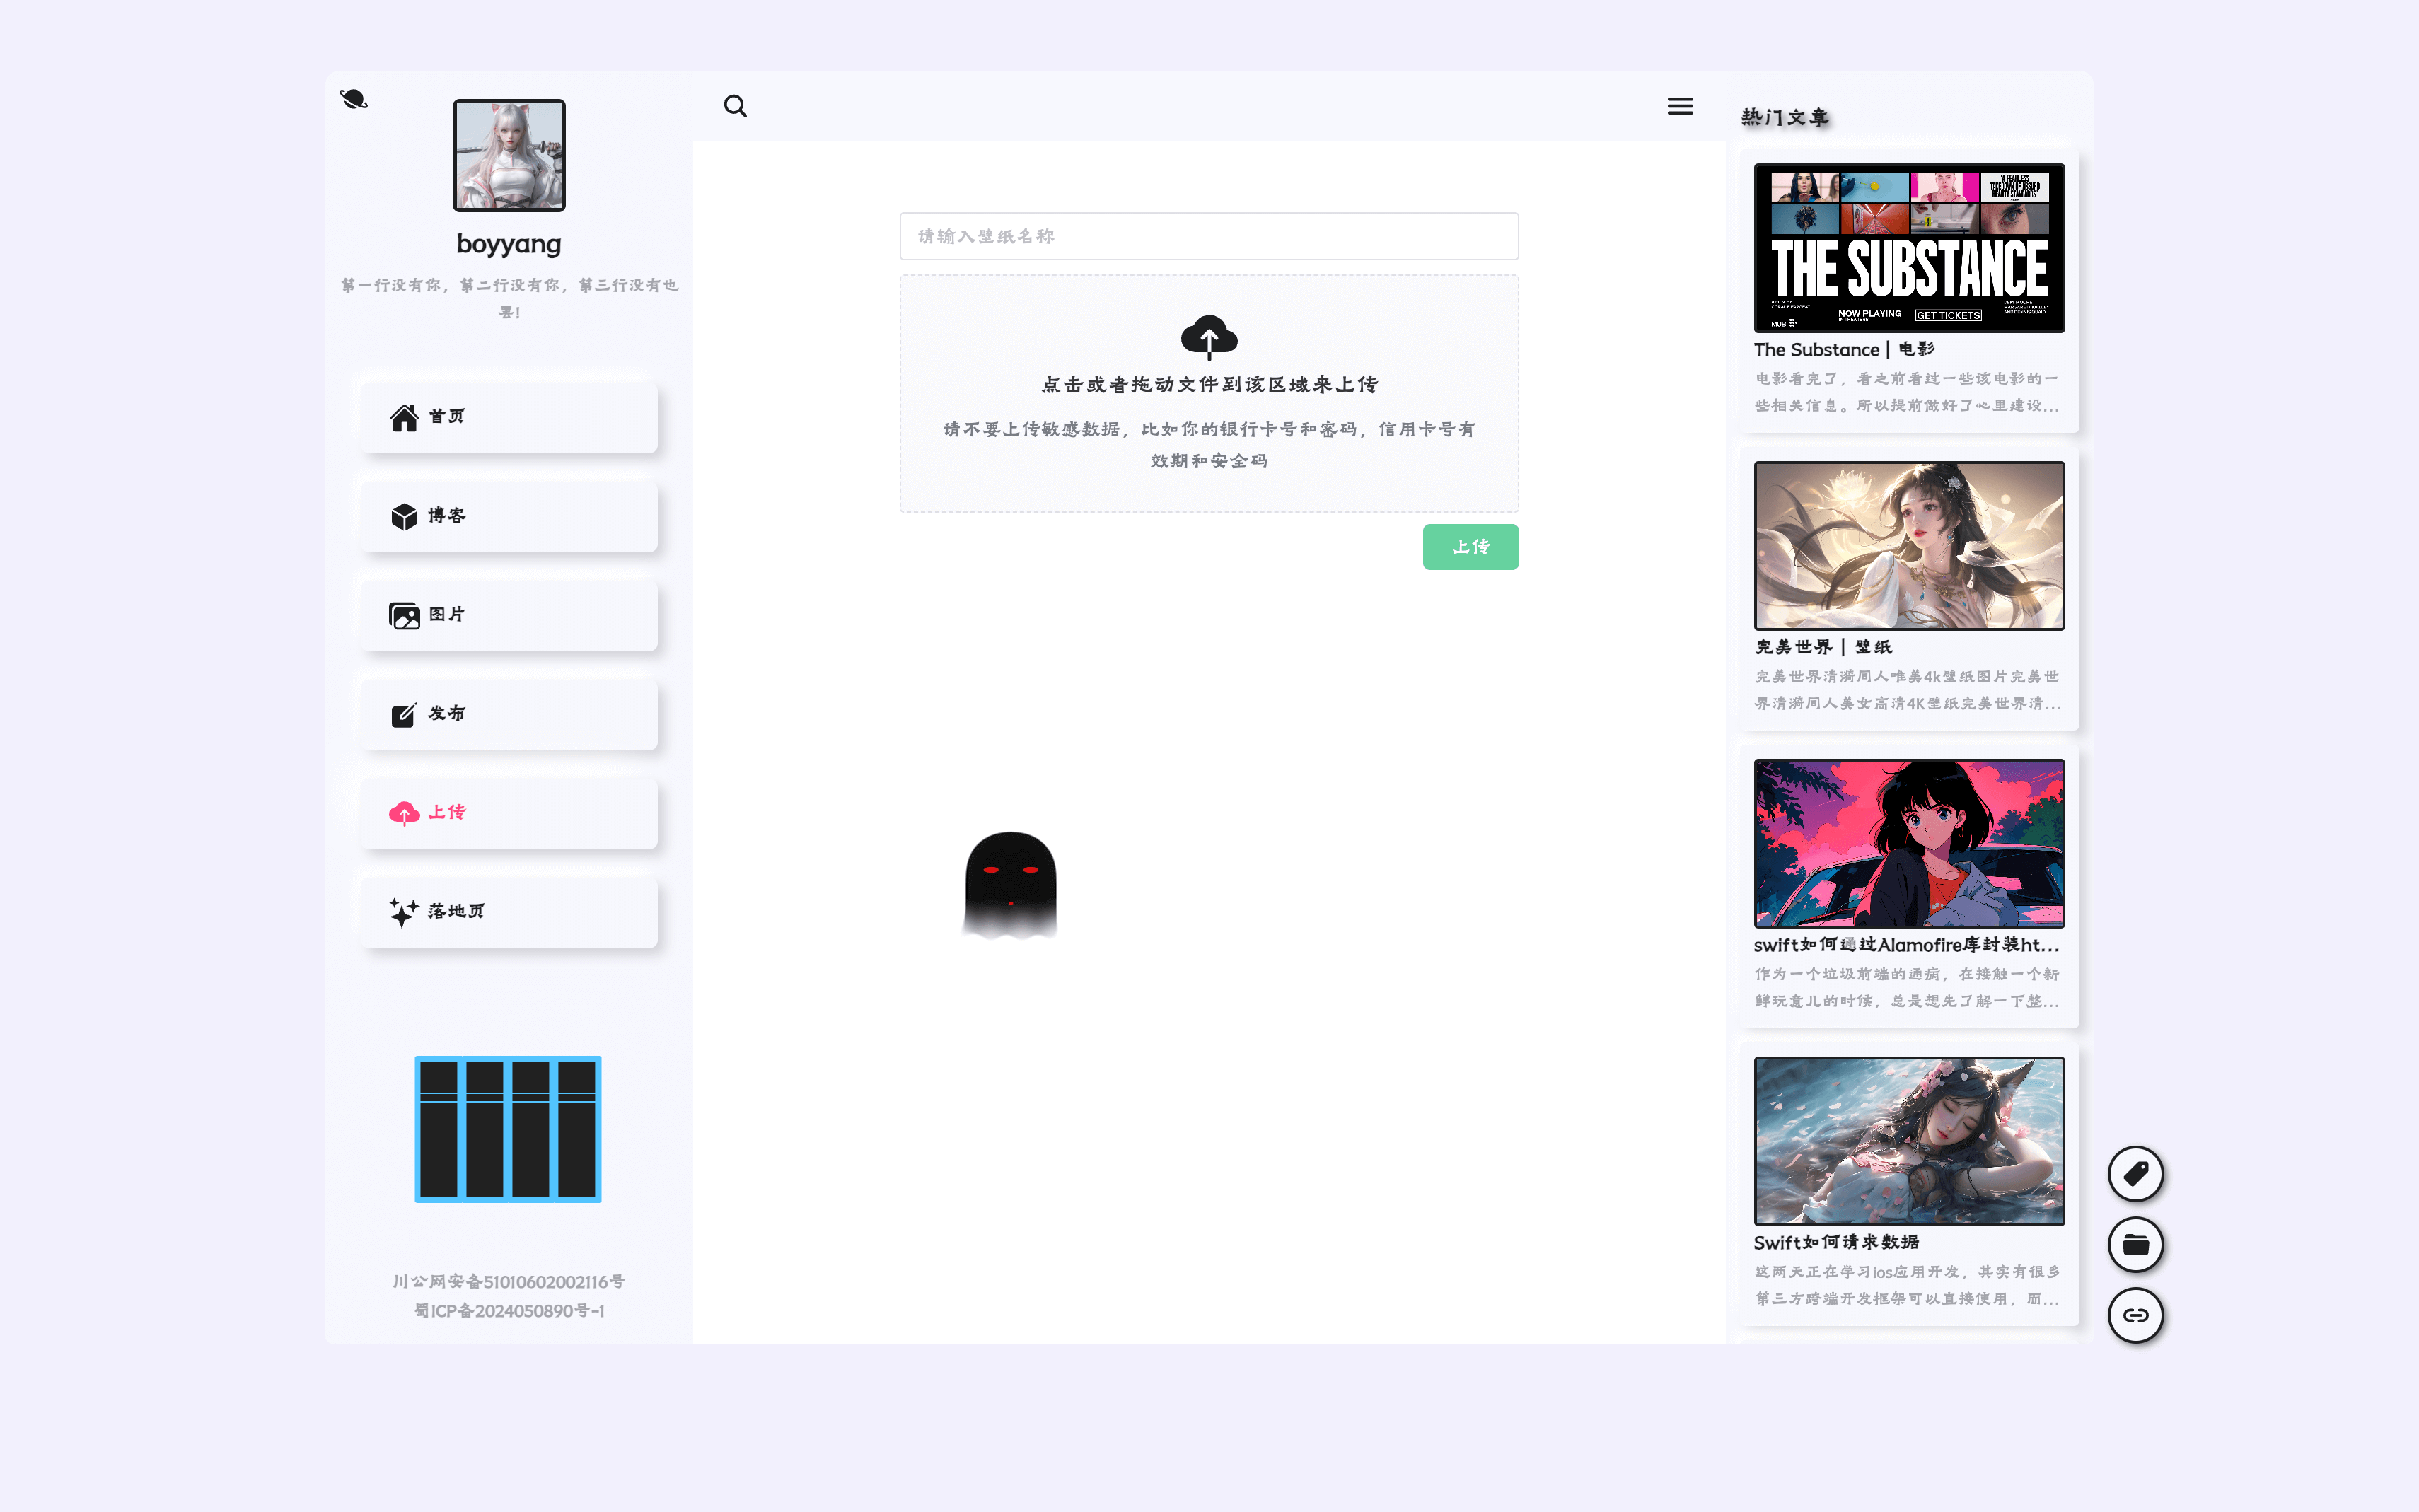 boyyang
第一行没有你，第二行没有你，第三行没有也
罢！
首页
博客
图片
发布
上传
落地页
川公网安备51010602002116号
蜀ICP备2024050890号-1
请输入壁纸名称
点击或者拖动文件到该区域来上传
请不要上传敏感数据，比如你的银行卡号和密码，信用卡号有
效期和安全码
上传
热门文章
"A FEARLESS
TAKEDOWN OF ABSURD
BEAUTY STANDARDS"
THE SUBSTANCE
A FILM BY
CORALIE FARGEAT
NOW PLAYING
IN THEATERS
GET TICKETS
DEMI MOORE
MARGARET QUALLEY
AND DENNIS QUAID
MUBI
The Substance | 电影
电影看完了，看之前看过一些该电影的一
些相关信息。所以提前做好了心里建设...
完美世界 | 壁纸
完美世界清漪同人唯美4k壁纸图片完美世
界清漪同人美女高清4K壁纸完美世界清...
swift如何通过Alamofire库封装ht...
作为一个垃圾前端的通病，在接触一个新
鲜玩意儿的时候，总是想先了解一下整...
Swift如何请求数据
这两天正在学习ios应用开发，其实有很多
第三方跨端开发框架可以直接使用，而...